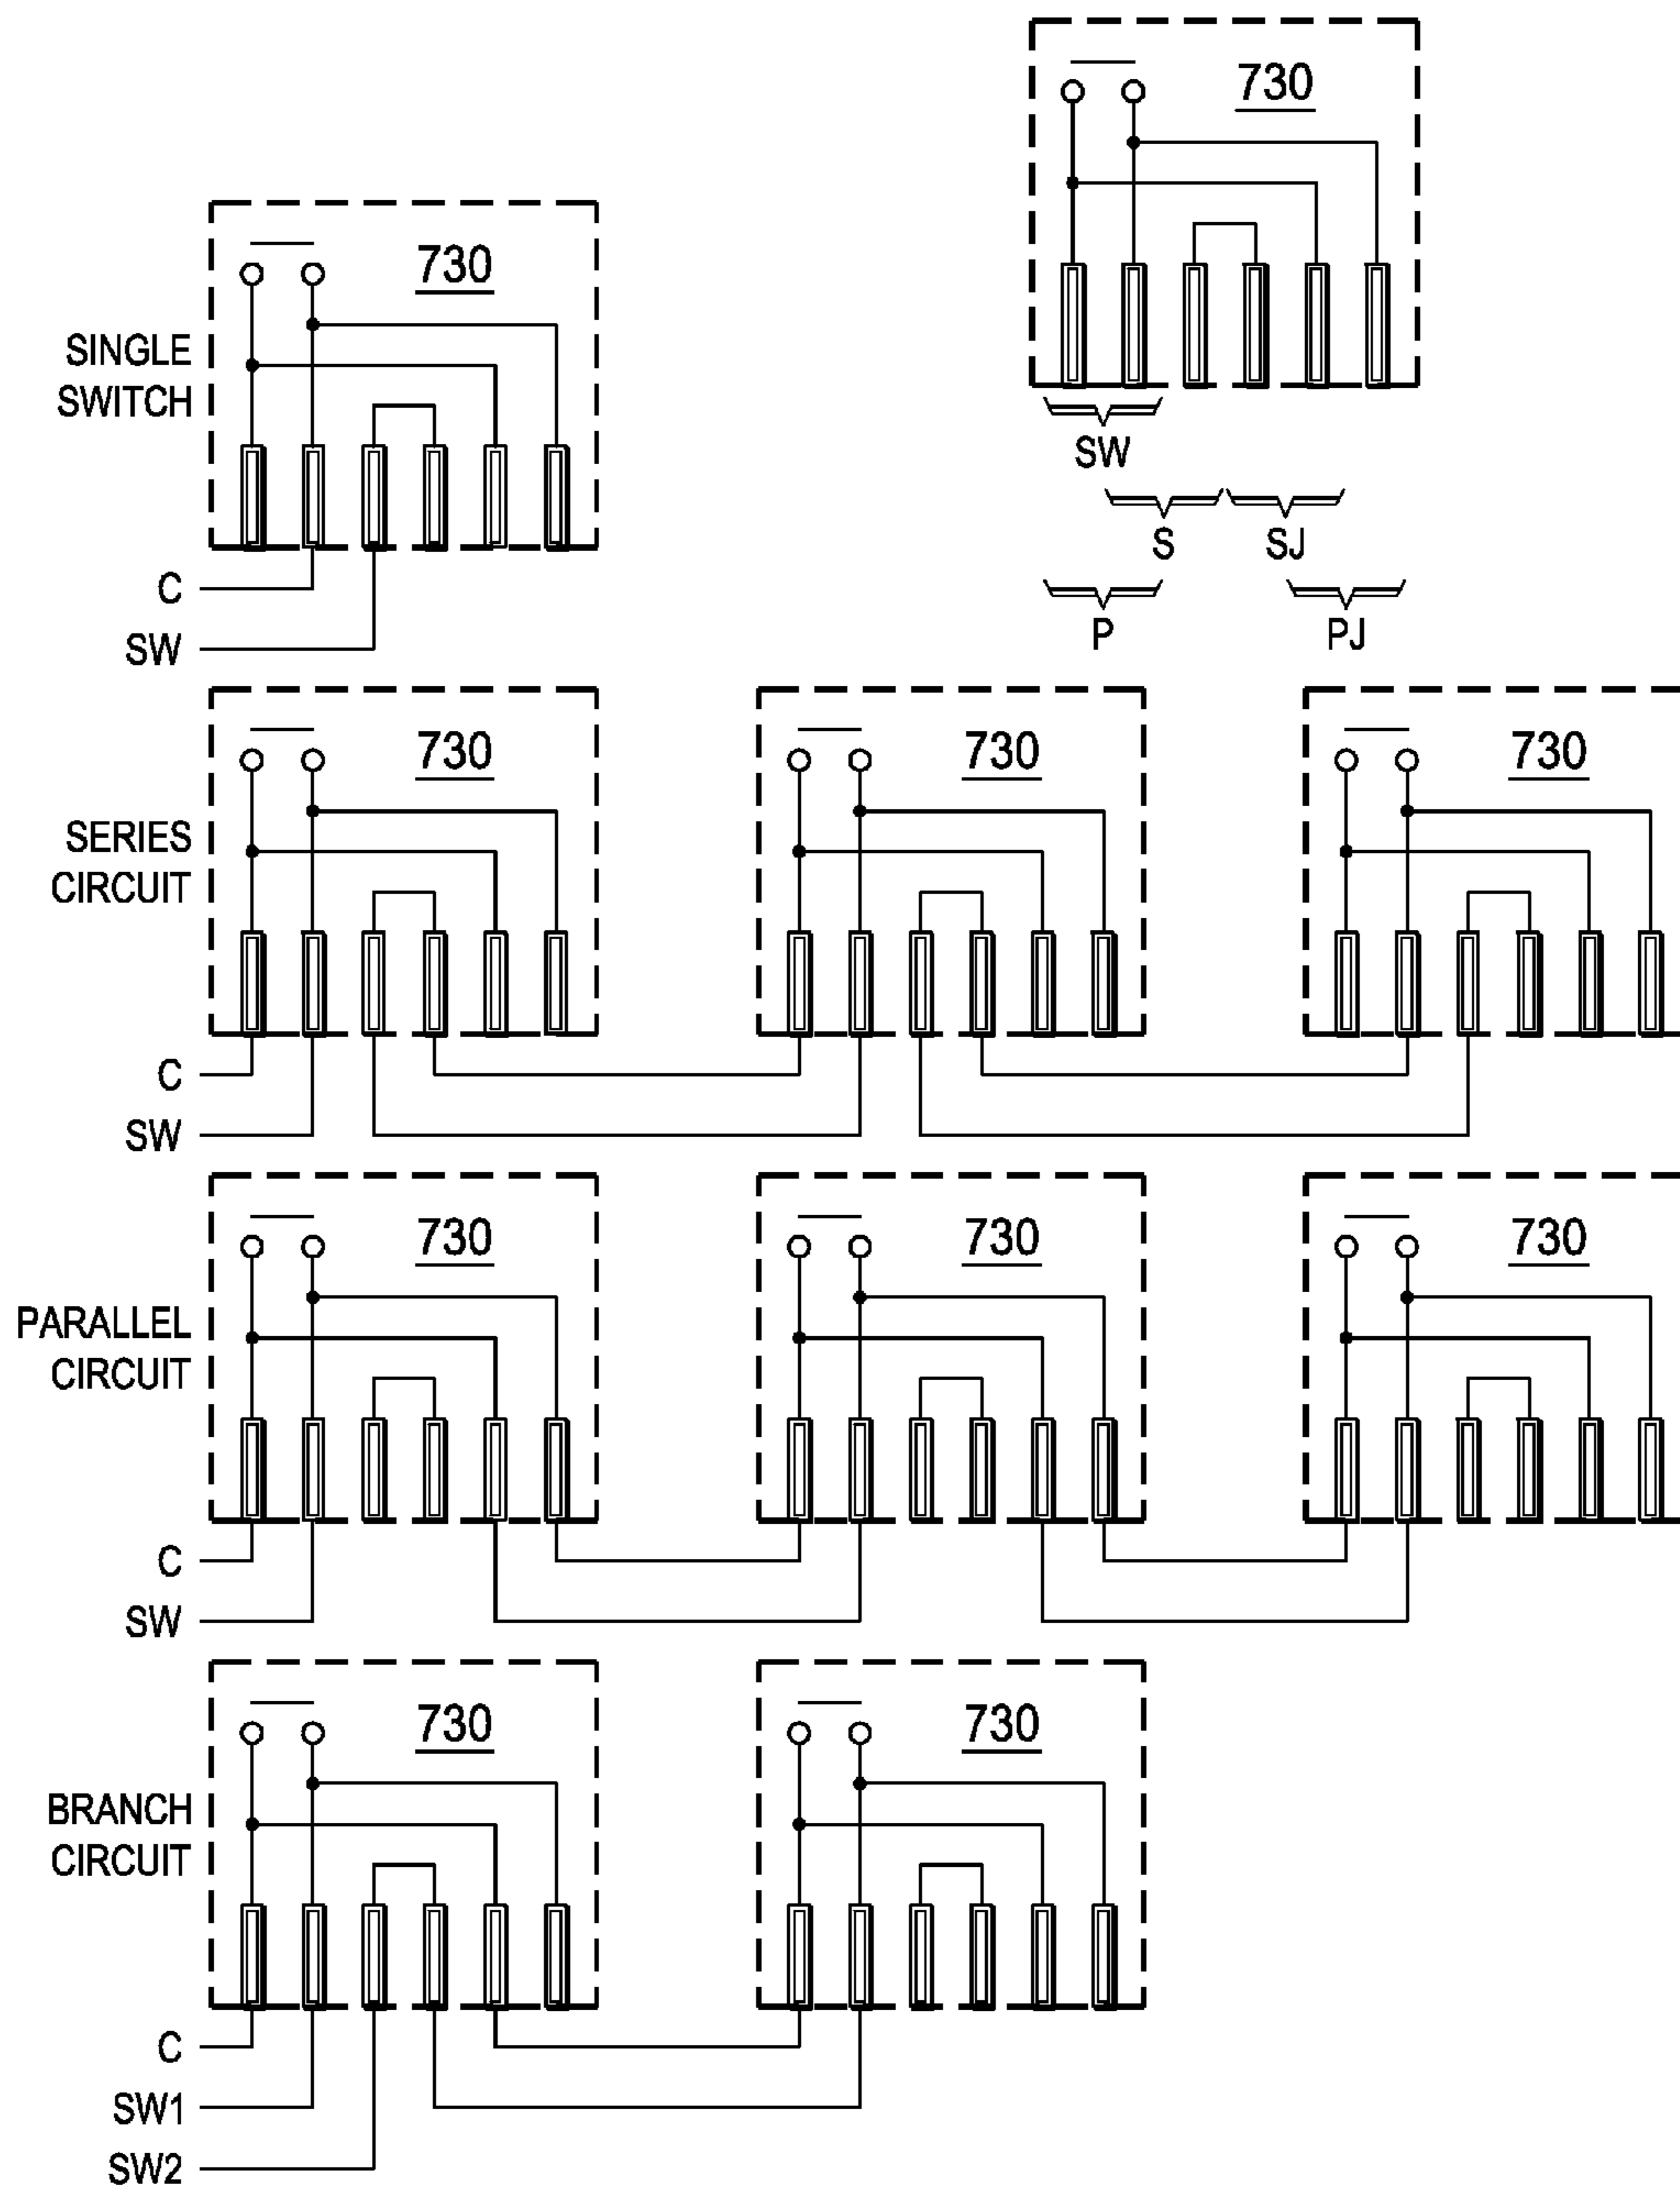 730
730
SINGLE
SWITCH
C
SW
SW
S SJ
P PJ
730 730 730
SERIES
CIRCUIT
C
SW
730 730 730
PARALLEL
CIRCUIT
C
SW
730 730
BRANCH
CIRCUIT
C
SW1
SW2